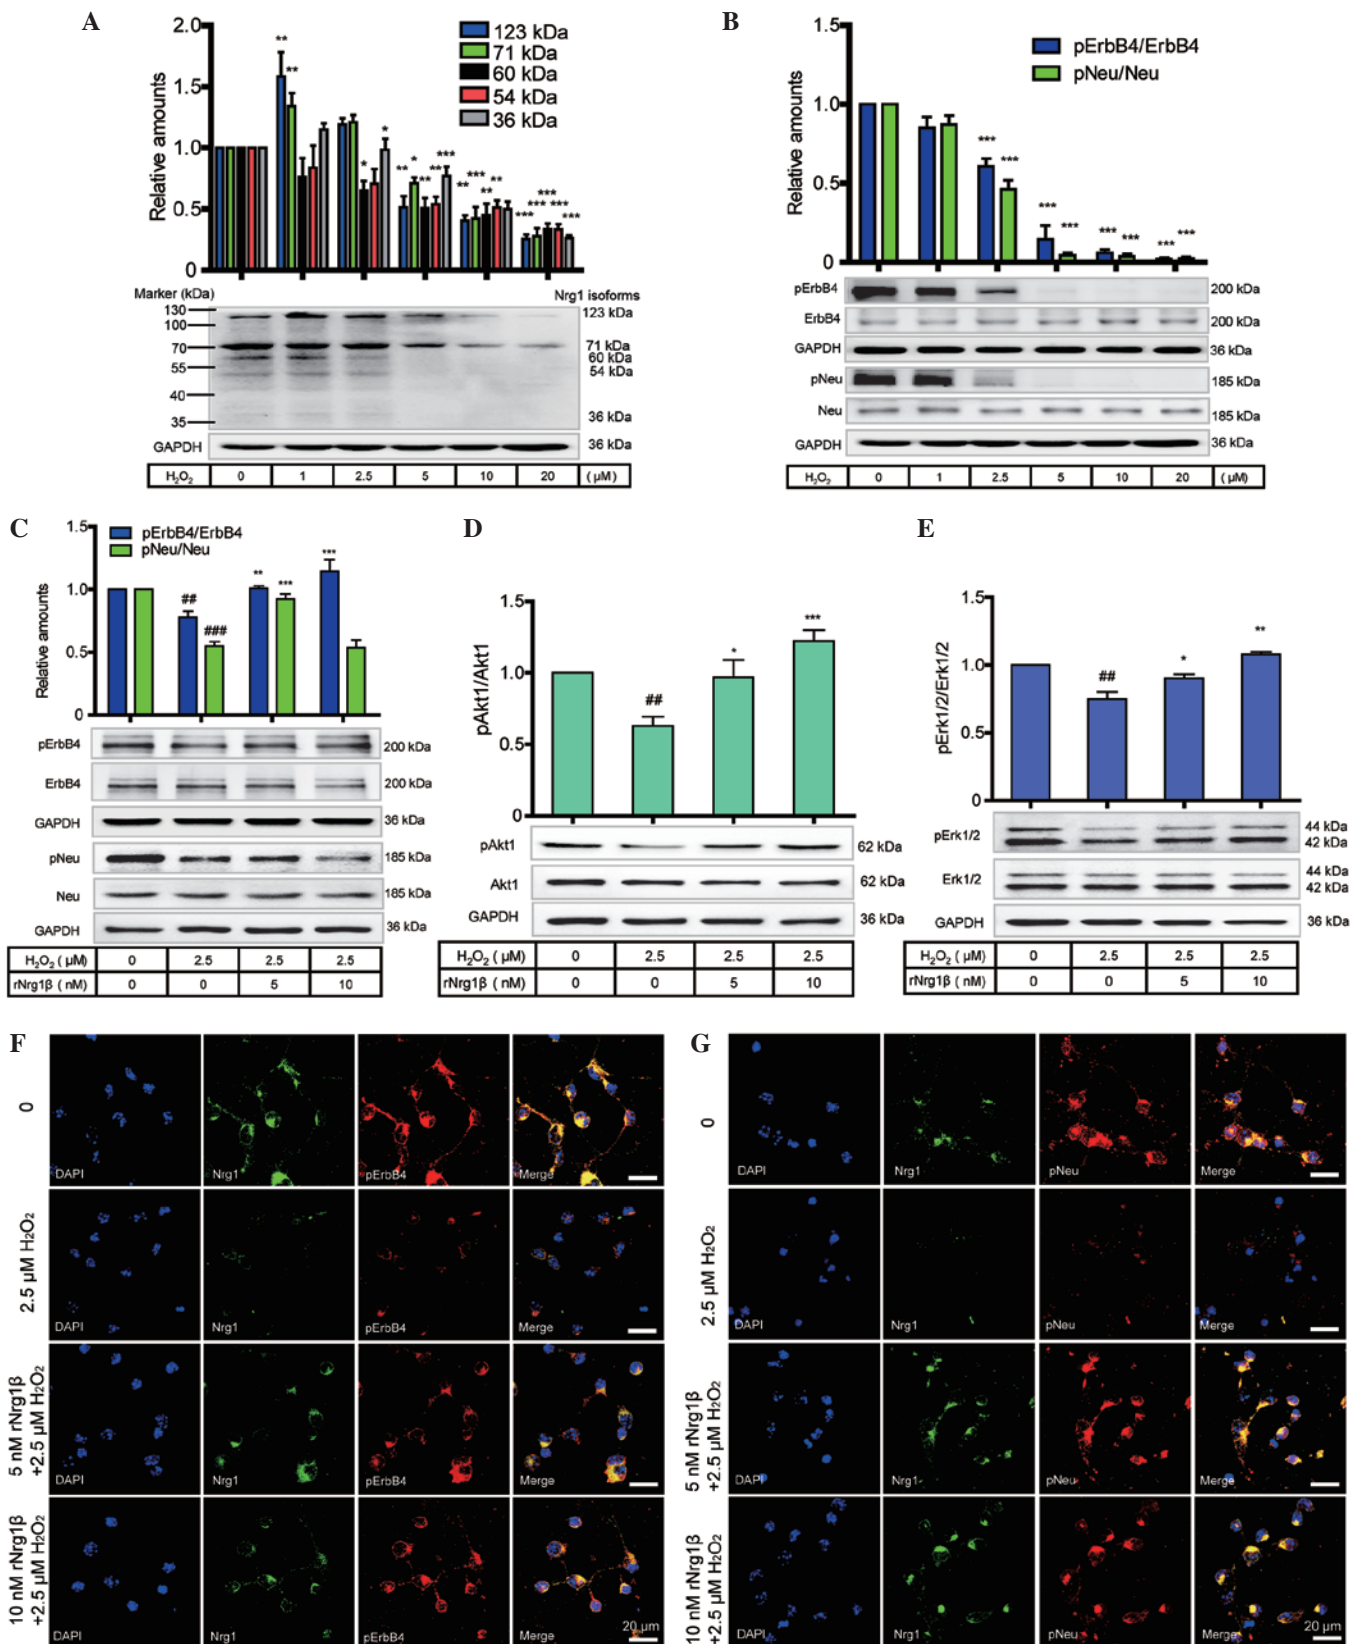 A
2.0
1.5
1.0
0.5
0
Relative amounts
123 kDa
71 kDa
60 kDa
54 kDa
36 kDa
** ** * * ** * ** ** *** ** *** ** ** *** *** *** *** ***
Marker (kDa)
Nrg1 isoforms
130
100
70
55
40
35
123 kDa
71 kDa
60 kDa
54 kDa
36 kDa
GAPDH 36 kDa
H₂O₂ 0 1 2.5 5 10 20 (µM)
B
1.5
1.0
0.5
0
Relative amounts
pErbB4/ErbB4
pNeu/Neu
*** *** *** *** *** *** *** ***
pErbB4 200 kDa
ErbB4 200 kDa
GAPDH 36 kDa
pNeu 185 kDa
Neu 185 kDa
GAPDH 36 kDa
H₂O₂ 0 1 2.5 5 10 20 (µM)
C
1.5
1.0
0.5
0
Relative amounts
pErbB4/ErbB4
pNeu/Neu
## ### ** *** ***
pErbB4 200 kDa
ErbB4 200 kDa
GAPDH 36 kDa
pNeu 185 kDa
Neu 185 kDa
GAPDH 36 kDa
H₂O₂ (µM) 0 2.5 2.5 2.5
rNrg1β (nM) 0 0 5 10
D
1.5
1.0
0.5
0
pAkt1/Akt1
## * ***
pAkt1 62 kDa
Akt1 62 kDa
GAPDH 36 kDa
H₂O₂ (µM) 0 2.5 2.5 2.5
rNrg1β (nM) 0 0 5 10
E
1.5
1.0
0.5
0
pErk1/2/Erk1/2
## * **
pErk1/2 44 kDa
42 kDa
Erk1/2 44 kDa
42 kDa
GAPDH 36 kDa
H₂O₂ (µM) 0 2.5 2.5 2.5
rNrg1β (nM) 0 0 5 10
F
0
DAPI Nrg1 pErbB4 Merge
2.5 µM H₂O₂
DAPI Nrg1 pErbB4 Merge
5 nM rNrg1β
+2.5 µM H₂O₂
DAPI Nrg1 pErbB4 Merge
10 nM rNrg1β
+2.5 µM H₂O₂
DAPI Nrg1 pErbB4 Merge
20 µm
G
0
DAPI Nrg1 pNeu Merge
2.5 µM H₂O₂
DAPI Nrg1 pNeu Merge
5 nM rNrg1β
+2.5 µM H₂O₂
DAPI Nrg1 pNeu Merge
10 nM rNrg1β
+2.5 µM H₂O₂
DAPI Nrg1 pNeu Merge
20 µm